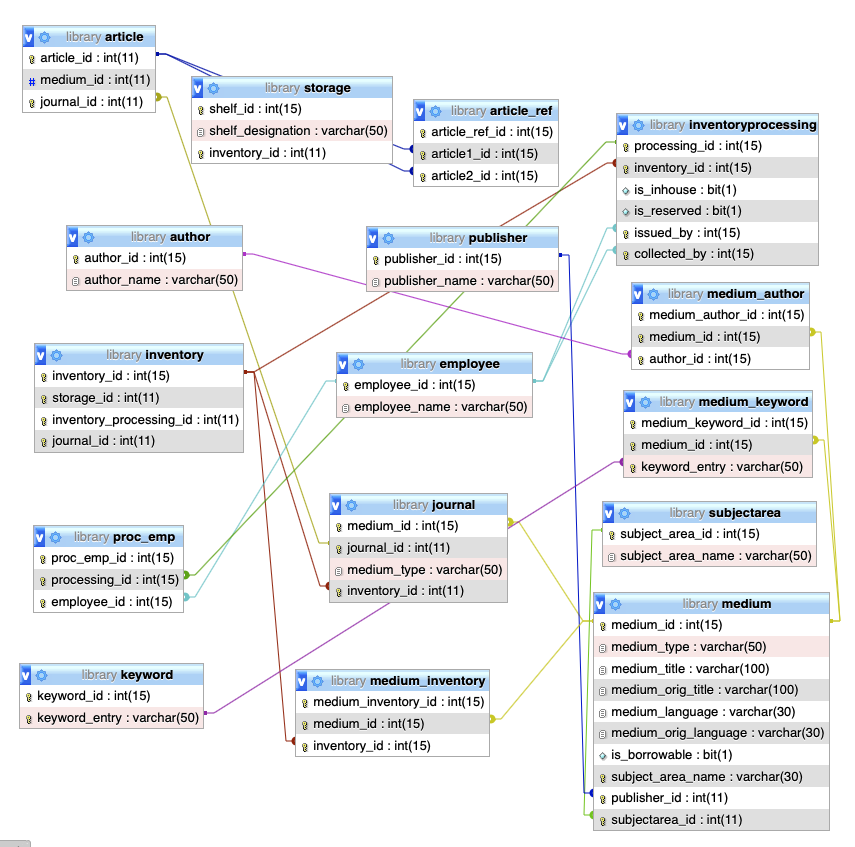 library article
article_id : int(11)
medium_id : int(11)
journal_id : int(11)
library storage
shelf_id : int(15)
shelf_designation : varchar(50)
inventory_id : int(11)
library article_ref
article_ref_id : int(15)
article1_id : int(15)
article2_id : int(15)
library inventoryprocessing
processing_id : int(15)
inventory_id : int(15)
is_inhouse : bit(1)
is_reserved : bit(1)
issued_by : int(15)
collected_by : int(15)
library author
author_id : int(15)
author_name : varchar(50)
library publisher
publisher_id : int(15)
publisher_name : varchar(50)
library medium_author
medium_author_id : int(15)
medium_id : int(15)
author_id : int(15)
library inventory
inventory_id : int(15)
storage_id : int(11)
inventory_processing_id : int(11)
journal_id : int(11)
library employee
employee_id : int(15)
employee_name : varchar(50)
library medium_keyword
medium_keyword_id : int(15)
medium_id : int(15)
keyword_entry : varchar(50)
library journal
medium_id : int(15)
journal_id : int(11)
medium_type : varchar(50)
inventory_id : int(11)
library subjectarea
subject_area_id : int(15)
subject_area_name : varchar(50)
library proc_emp
proc_emp_id : int(15)
processing_id : int(15)
employee_id : int(15)
library medium
medium_id : int(15)
medium_type : varchar(50)
medium_title : varchar(100)
medium_orig_title : varchar(100)
medium_language : varchar(30)
medium_orig_language : varchar(30)
is_borrowable : bit(1)
subject_area_name : varchar(30)
publisher_id : int(11)
subjectarea_id : int(11)
library keyword
keyword_id : int(15)
keyword_entry : varchar(50)
library medium_inventory
medium_inventory_id : int(15)
medium_id : int(15)
inventory_id : int(15)